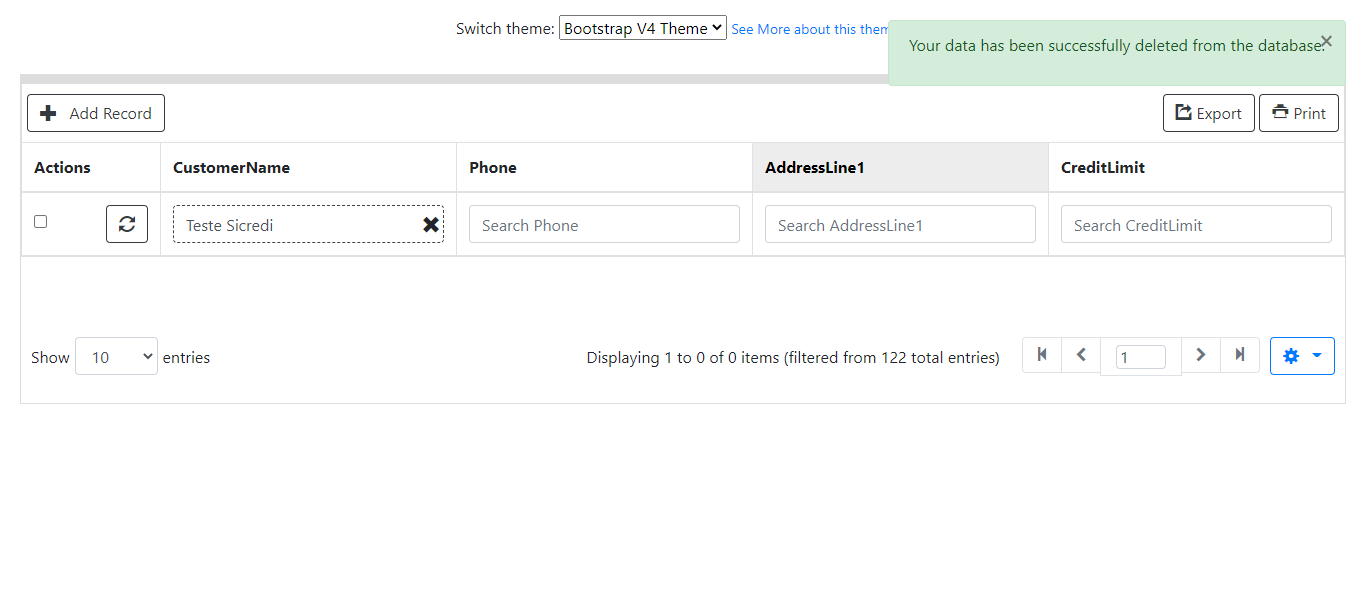 Switch theme: Bootstrap V4 Theme See More about this them
Your data has been successfully deleted from the database.
Add Record Export Print
Actions CustomerName Phone AddressLine1 CreditLimit
Teste Sicredi Search Phone Search AddressLine1 Search CreditLimit
Show 10 entries Displaying 1 to 0 of 0 items (filtered from 122 total entries) 1